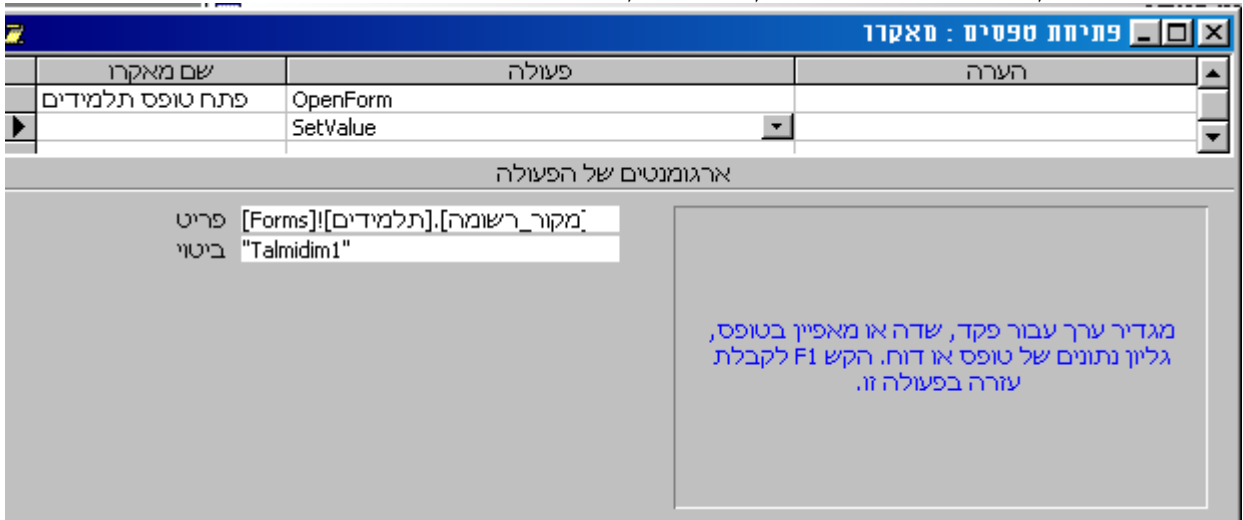 פתיחת טפסים : מאקרו
שם מאקרו פעולה הערה
פתח טופס תלמידים OpenForm
SetValue
ארגומנטים של הפעולה
פריט [Forms]![תלמידים].[מקור_רשומה]
ביטוי "Talmidim1"
מגדיר ערך עבור פקד, שדה או מאפיין בטופס,
גליון נתונים של טופס או דוח. הקש F1 לקבלת
עזרה בפעולה זו.